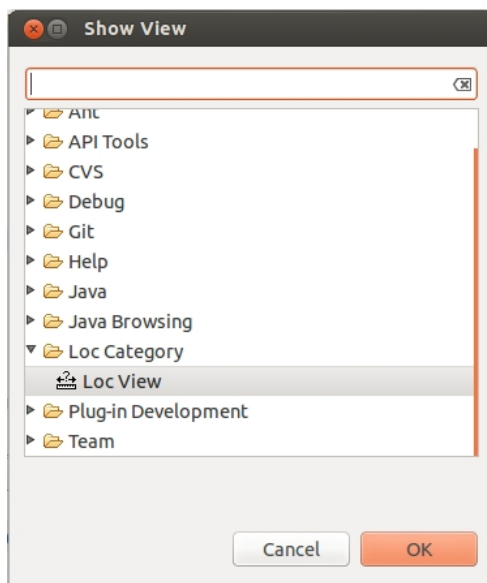 Show View
Ant
API Tools
CVS
Debug
Git
Help
Java
Java Browsing
Loc Category
Loc View
Plug-in Development
Team
Cancel
OK